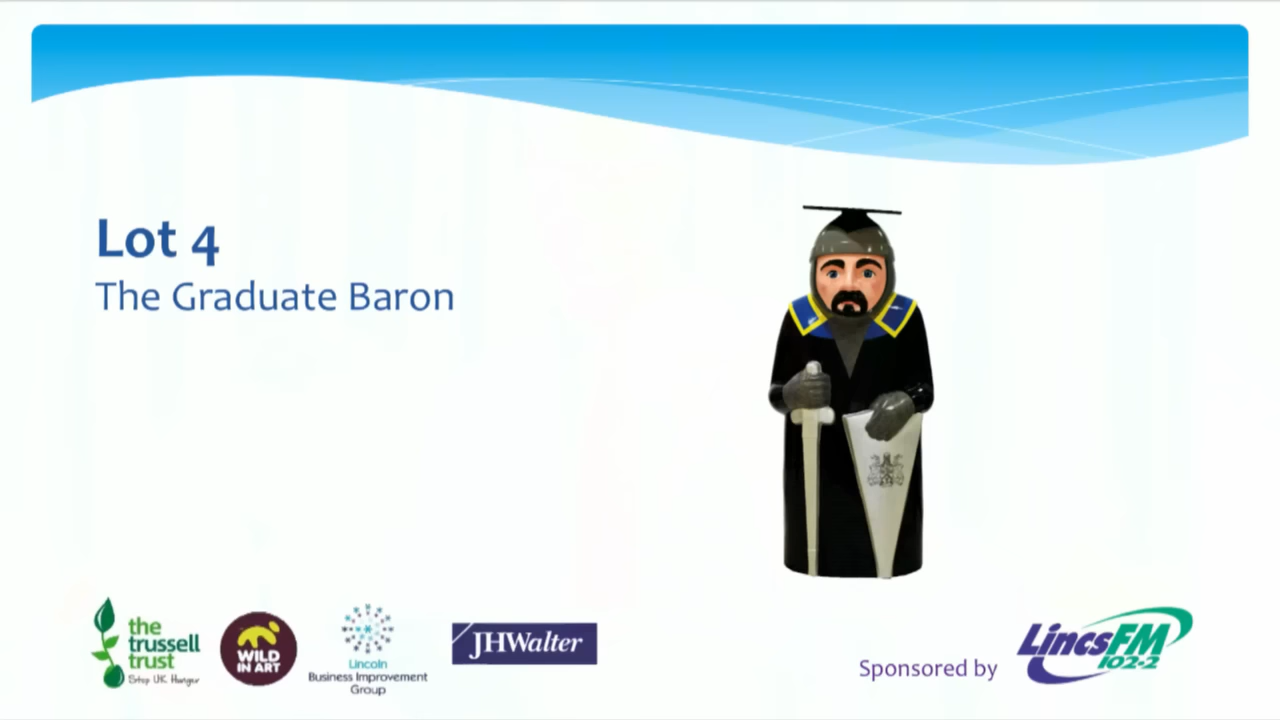 Lot 4
The Graduate Baron
the
trussell
trust
Stop UK Hunger
WILD
IN ART
Lincoln
Business Improvement
Group
JHWalter
Sponsored by
LincsFM
102·2